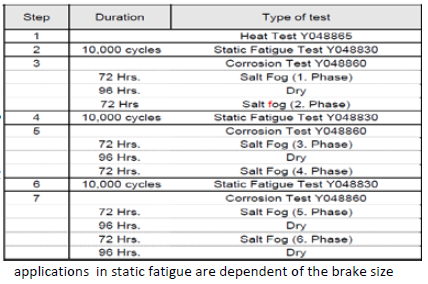 Step Duration Type of test
1 Heat Test Y048865
2 10,000 cycles Static Fatigue Test Y048830
3 Corrosion Test Y048860
72 Hrs. Salt Fog (1. Phase)
96 Hrs. Dry
72 Hrs Salt fog (2. Phase)
4 10,000 cycles Static Fatigue Test Y048830
5 Corrosion Test Y048860
72 Hrs. Salt Fog (3. Phase)
96 Hrs. Dry
72 Hrs. Salt Fog (4. Phase)
6 10,000 cycles Static Fatigue Test Y048830
7 Corrosion Test Y048860
72 Hrs. Salt Fog (5. Phase)
96 Hrs. Dry
72 Hrs. Salt Fog (6. Phase)
96 Hrs. Dry
applications in static fatigue are dependent of the brake size